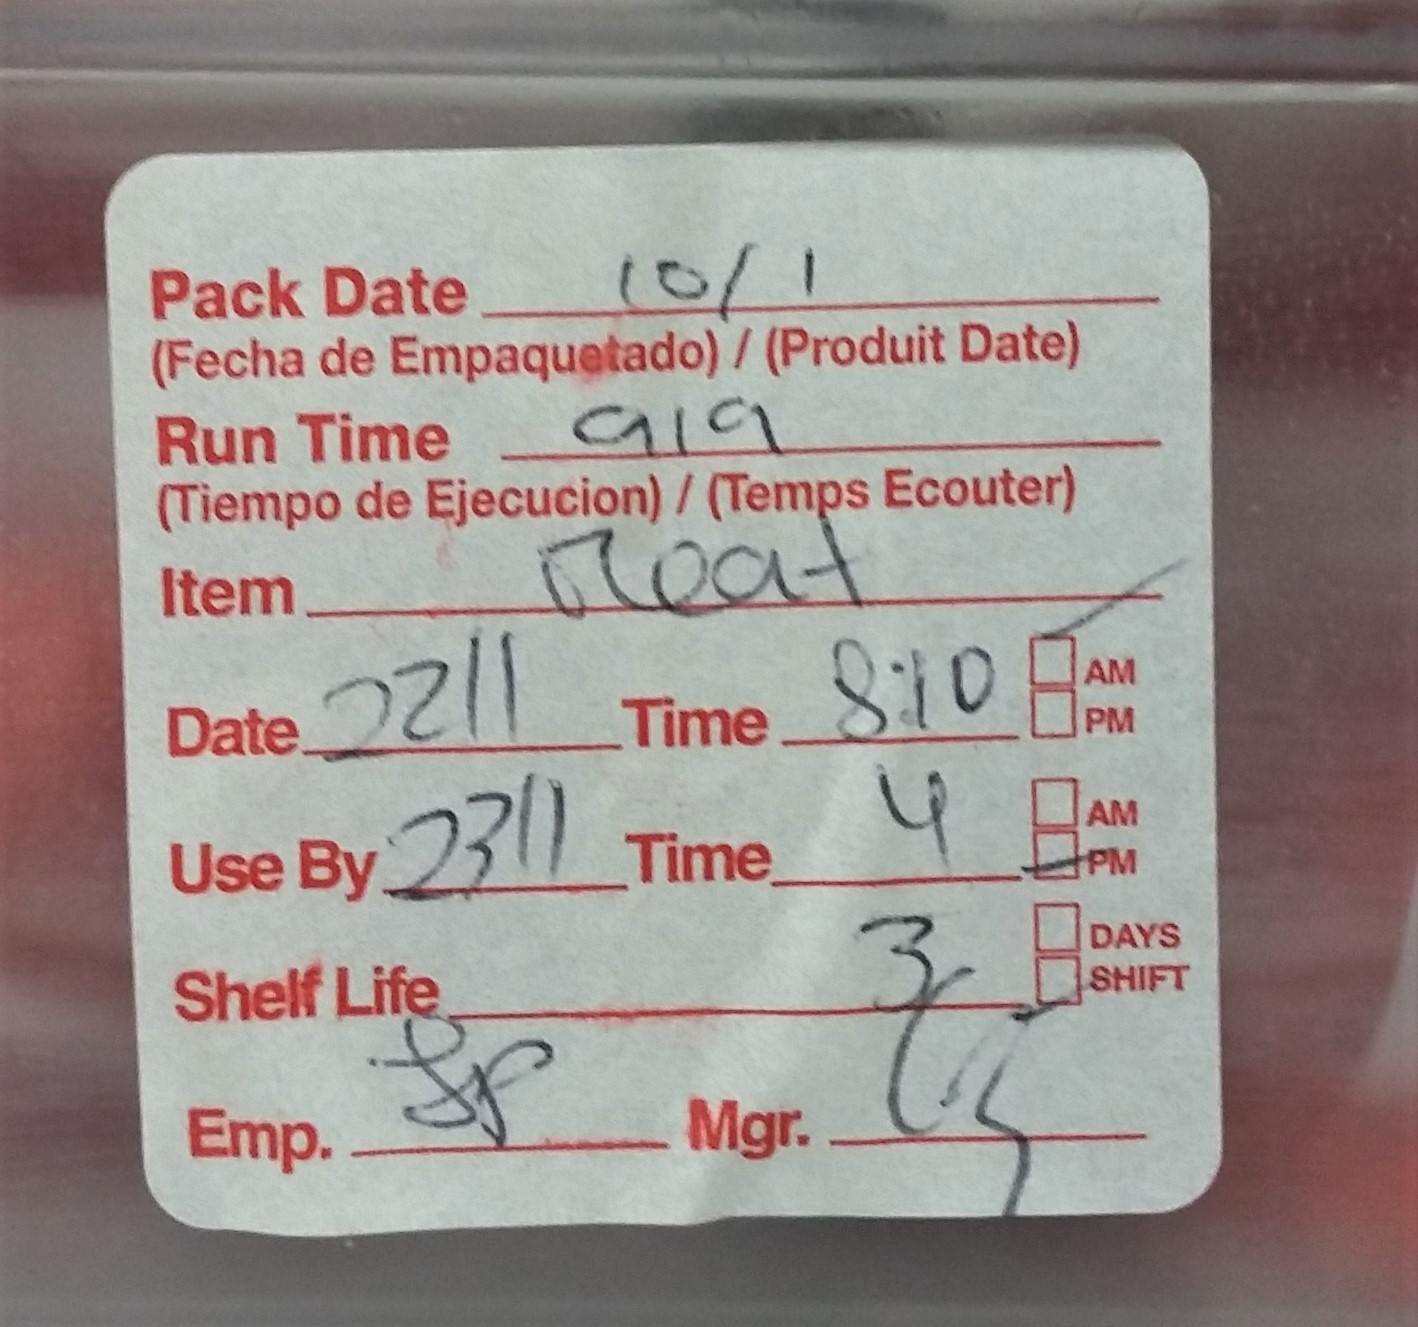 Pack Date 10/1
(Fecha de Empaquetado) / (Produit Date)
Run Time 919
(Tiempo de Ejecucion) / (Temps Ecouter)
Item Meat
Date 22/1 Time 8:10 AM
PM
Use By 23/1 Time 4 AM
PM
Shelf Life 3 DAYS
SHIFT
Emp. Mgr.